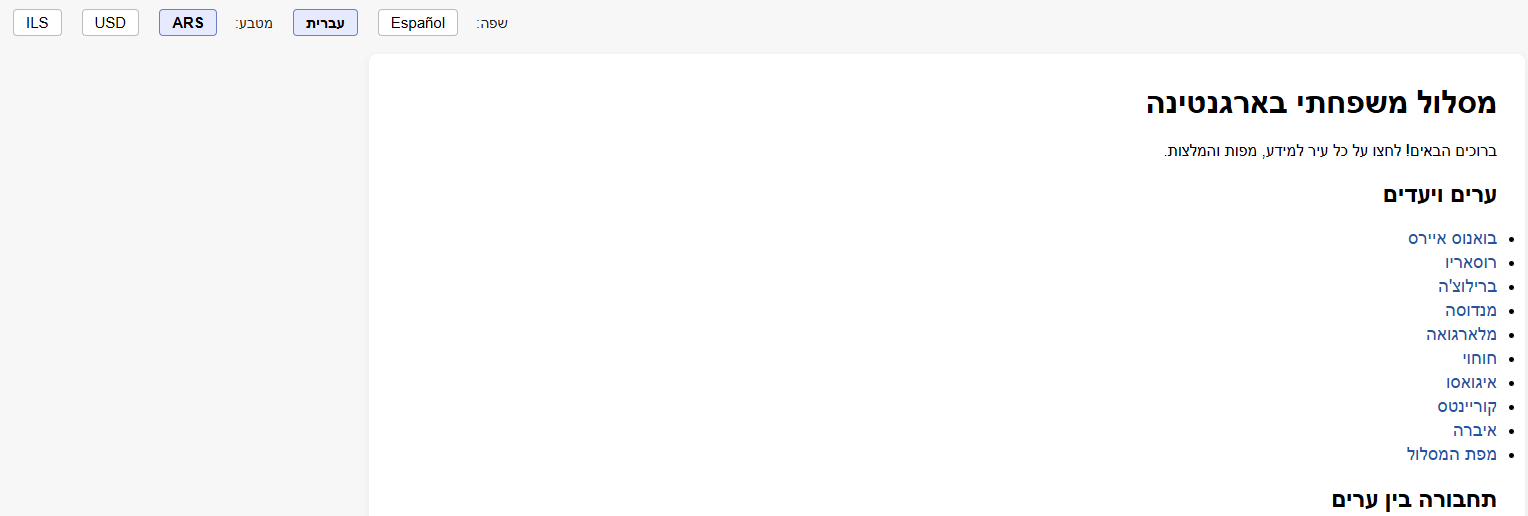 שפה: Español עברית מטבע: ARS USD ILS
מסלול משפחתי בארגנטינה
ברוכים הבאים! לחצו על כל עיר למידע, מפות והמלצות.
ערים ויעדים
בואנוס איירס
רוסאריו
ברילוצ'ה
מנדוסה
מלארגואה
חוחוי
איגואסו
קוריינטס
איברה
מפת המסלול
תחבורה בין ערים